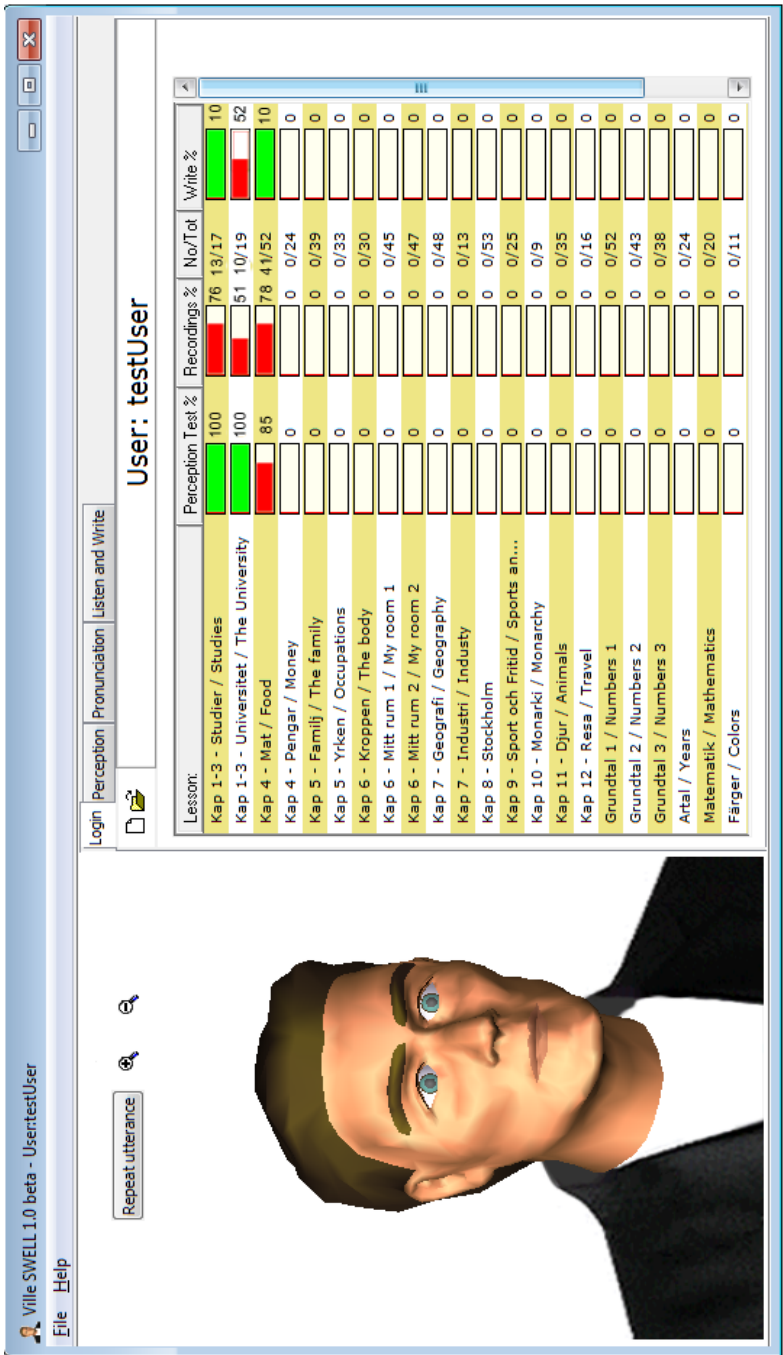 Ville SWELL 1.0 beta - User:testUser
File Help
Repeat utterance
Login Perception Pronunciation Listen and Write
User: testUser
Lesson: Perception Test % Recordings % No/Tot Write %
Kap 1-3 - Studier / Studies 100 76 13/17 10
Kap 1-3 - Universitet / The University 100 51 10/19 52
Kap 4 - Mat / Food 85 78 41/52 10
Kap 4 - Pengar / Money 0 0 0/24 0
Kap 5 - Familj / The family 0 0 0/39 0
Kap 5 - Yrken / Occupations 0 0 0/33 0
Kap 6 - Kroppen / The body 0 0 0/30 0
Kap 6 - Mitt rum 1 / My room 1 0 0 0/45 0
Kap 6 - Mitt rum 2 / My room 2 0 0 0/47 0
Kap 7 - Geografi / Geography 0 0 0/48 0
Kap 7 - Industri / Industy 0 0 0/13 0
Kap 8 - Stockholm 0 0 0/53 0
Kap 9 - Sport och Fritid / Sports an... 0 0 0/25 0
Kap 10 - Monarki / Monarchy 0 0 0/9 0
Kap 11 - Djur / Animals 0 0 0/35 0
Kap 12 - Resa / Travel 0 0 0/16 0
Grundtal 1 / Numbers 1 0 0 0/52 0
Grundtal 2 / Numbers 2 0 0 0/43 0
Grundtal 3 / Numbers 3 0 0 0/38 0
Artal / Years 0 0 0/24 0
Matematik / Mathematics 0 0 0/20 0
Färger / Colors 0 0 0/11 0